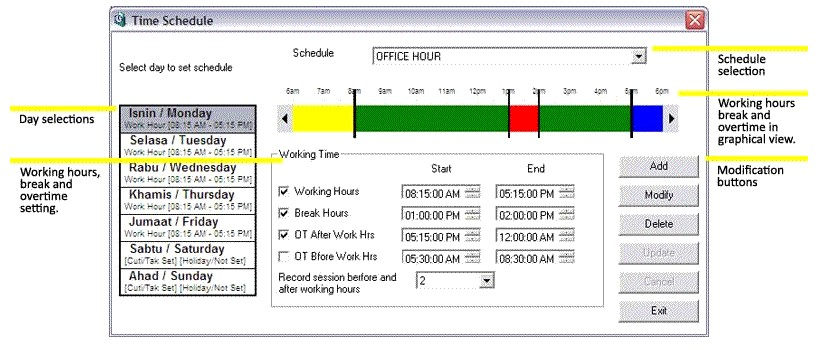 Time Schedule
Schedule
OFFICE HOUR
Select day to set schedule
Schedule
selection
6am 7am 8am 9am 10am 11am 12am 1pm 2pm 3pm 4pm 5pm 6pm
Day selections
Isnin / Monday
Work Hour [08:15 AM - 05:15 PM]
Selasa / Tuesday
Work Hour [08:15 AM - 05:15 PM]
Rabu / Wednesday
Work Hour [08:15 AM - 05:15 PM]
Khamis / Thursday
Work Hour [08:15 AM - 05:15 PM]
Jumaat / Friday
Work Hour [08:15 AM - 05:15 PM]
Sabtu / Saturday
[Cuti/Tak Set] [Holiday/Not Set]
Ahad / Sunday
[Cuti/Tak Set] [Holiday/Not Set]
Working hours
break and
overtime in
graphical view.
Working hours,
break and
overtime
setting.
Working Time
Start End
Working Hours 08:15:00 AM 05:15:00 PM
Break Hours 01:00:00 PM 02:00:00 PM
OT After Work Hrs 05:15:00 PM 12:00:00 AM
OT Bfore Work Hrs 05:30:00 AM 08:30:00 AM
Record session berfore and
after working hours
2
Add
Modify
Delete
Update
Cancel
Exit
Modification
buttons